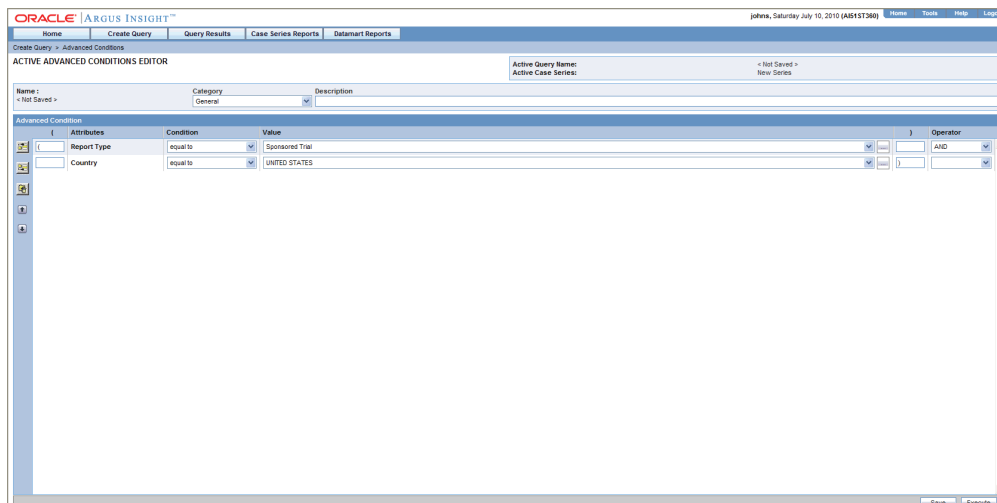 ORACLE' ARGUS INSIGHT™
johns, Saturday July 10, 2010 (AI51ST360) Home Tools Help
Home Create Query Query Results Case Series Reports Datamart Reports
Create Query > Advanced Conditions
ACTIVE ADVANCED CONDITIONS EDITOR
Active Query Name: < Not Saved >
Active Case Series: New Series
Name : Category Description
< Not Saved > General
Advanced Condition
( Attributes Condition Value ) Operator
( Report Type equal to Sponsored Trial ... AND
Country equal to UNITED STATES ... )
Save Execute